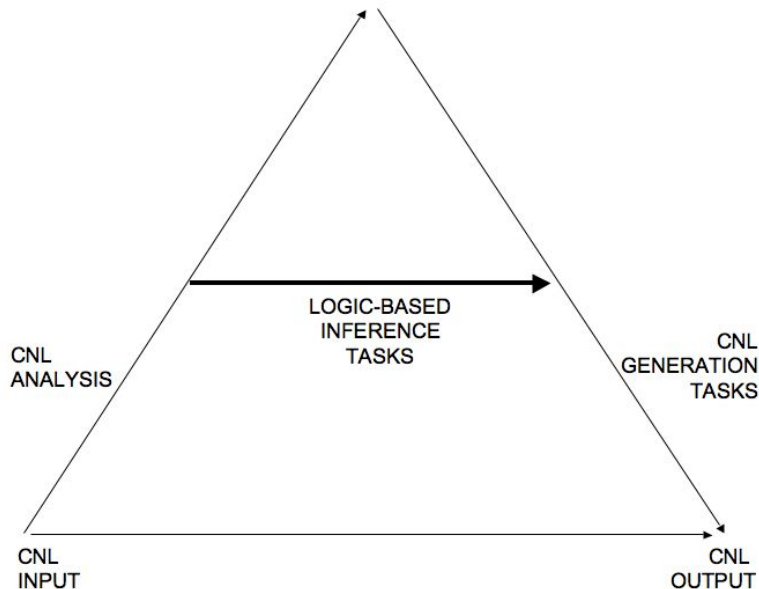 LOGIC-BASED
INFERENCE
TASKS
CNL
ANALYSIS
CNL
GENERATION
TASKS
CNL
INPUT
CNL
OUTPUT